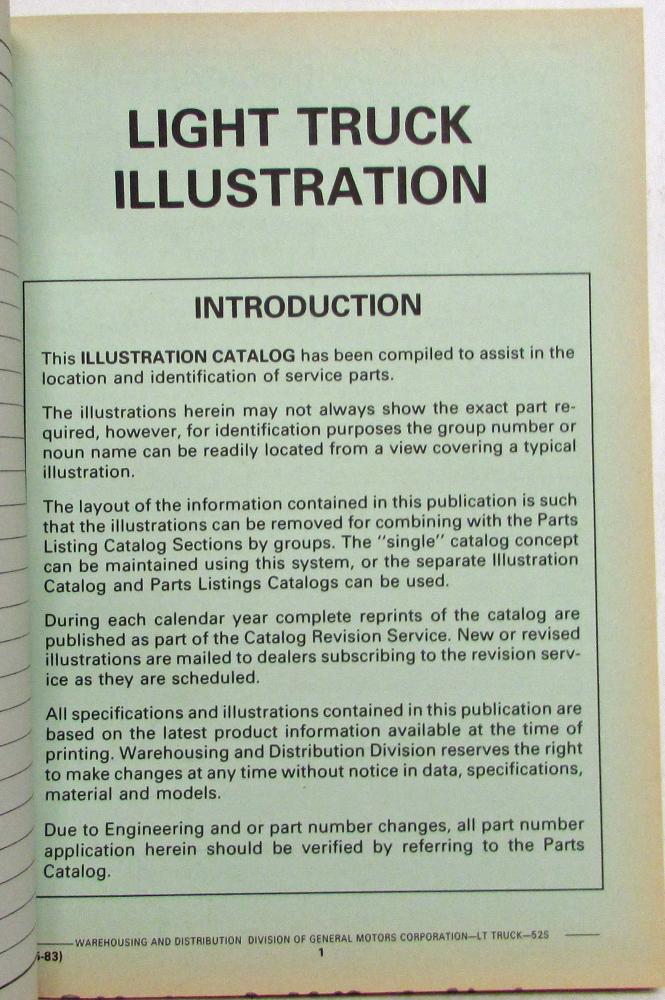 LIGHT TRUCK
ILLUSTRATION
INTRODUCTION
This ILLUSTRATION CATALOG has been compiled to assist in the
location and identification of service parts.
The illustrations herein may not always show the exact part re-
quired, however, for identification purposes the group number or
noun name can be readily located from a view covering a typical
illustration.
The layout of the information contained in this publication is such
that the illustrations can be removed for combining with the Parts
Listing Catalog Sections by groups. The "single" catalog concept
can be maintained using this system, or the separate Illustration
Catalog and Parts Listings Catalogs can be used.
During each calendar year complete reprints of the catalog are
published as part of the Catalog Revision Service. New or revised
illustrations are mailed to dealers subscribing to the revision serv-
ice as they are scheduled.
All specifications and illustrations contained in this publication are
based on the latest product information available at the time of
printing. Warehousing and Distribution Division reserves the right
to make changes at any time without notice in data, specifications,
material and models.
Due to Engineering and or part number changes, all part number
application herein should be verified by referring to the Parts
Catalog.
WAREHOUSING AND DISTRIBUTION DIVISION OF GENERAL MOTORS CORPORATION—LT TRUCK—52S
-83)
1